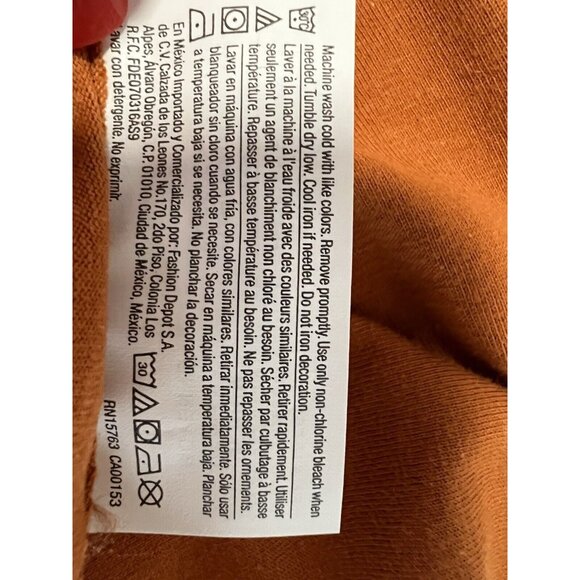 30°C
Machine wash cold with like colors. Remove promptly. Use only non-chlorine bleach when
needed. Tumble dry low. Cool iron if needed. Do not iron decoration.
Laver à la machine à l'eau froide avec des couleurs similaires. Retirer rapidement. Utiliser
seulement un agent de blanchiment non chloré au besoin. Sécher par culbutage à basse
température. Repasser à basse température au besoin. Ne pas repasser les ornements.
Lavar en máquina con agua fría, con colores similares. Retirar inmediatamente. Sólo usar
blanqueador sin cloro cuando se necesite. Secar en máquina a temperatura baja. Planchar
a temperatura baja si se necesita. No planchar la decoración.
En México Importado y Comercializado por: Fashion Depot S.A.
de C.V. Calzada de los Leones No.170, 2do Piso, Colonia Los
Alpes, Álvaro Obregón, C.P. 01010, Ciudad de México, México.
R.F.C. FDE070316AS9
avar con detergente. No exprimir.
30
RN15763 CA00153